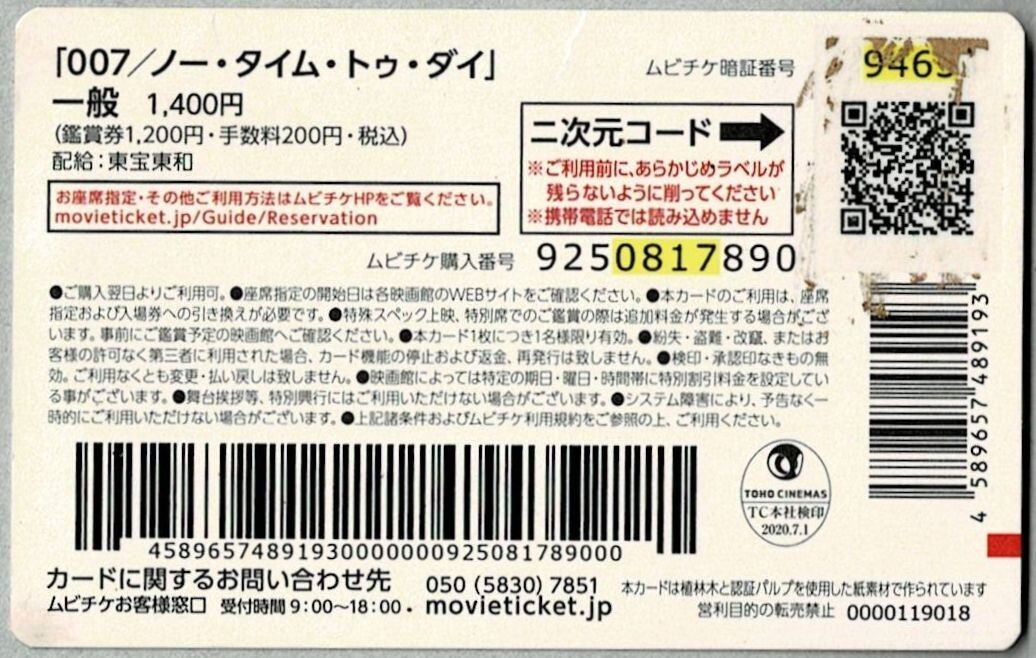 「007/ノー・タイム・トゥ・ダイ」
一般 1,400円
(鑑賞券1,200円・手数料200円・税込)
配給:東宝東和
お座席指定・その他ご利用方法はムビチケHPをご覧ください。
movieticket.jp/Guide/Reservation
ムビチケ暗証番号
9463
二次元コード
※ご利用前に、あらかじめラベルが
残らないように削ってください
※携帯電話では読み込めません
ムビチケ購入番号 9250817890
●ご購入翌日よりご利用可。●座席指定の開始日は各映画館のWEBサイトをご確認ください。●本カードのご利用は、座席
指定および入場券への引き換えが必要です。●特殊スペック上映、特別席でのご鑑賞の際は追加料金が発生する場合がござ
います。事前にご鑑賞予定の映画館へご確認ください。●本カード1枚につき1名様限り有効。●紛失・盗難・改竄、またはお
客様の許可なく第三者に利用された場合、カード機能の停止および返金、再発行は致しません。●検印・承認印なきもの無
効。ご利用なくとも変更・払い戻しは致しません。●映画館によっては特定の期日・曜日・時間帯に特別割引料金を設定してい
る事がございます。●舞台挨拶等、特別興行にはご利用いただけない場合がございます。●システム障害により、予告なく一
時的にご利用いただけない場合がございます。●上記諸条件およびムビチケ利用規約をご参照の上、ご利用ください。
4589657489193
458965748919300000009250817890​00
TOHO CINEMAS
TC本社検印
2020.7.1
カードに関するお問い合わせ先 050 (5830) 7851
ムビチケお客様窓口 受付時間 9:00〜18:00・movieticket.jp
本カードは植林木と認証パルプを使用した紙素材で作られています
営利目的の転売禁止 0000119018